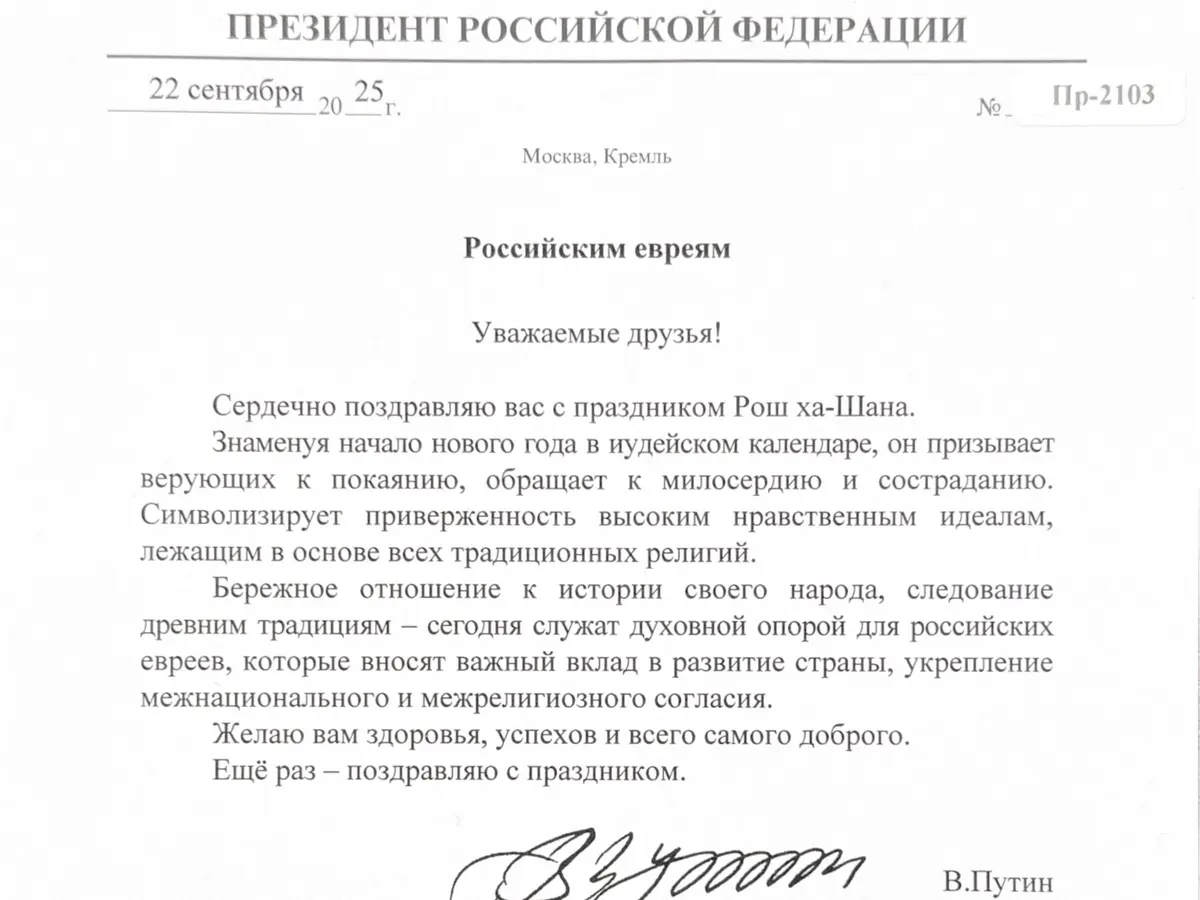 ПРЕЗИДЕНТ РОССИЙСКОЙ ФЕДЕРАЦИИ
22 сентября 20 25 г.
№ Пр-2103
Москва, Кремль
Российским евреям
Уважаемые друзья!
Сердечно поздравляю вас с праздником Рош ха-Шана.
Знаменуя начало нового года в иудейском календаре, он призывает
верующих к покаянию, обращает к милосердию и состраданию.
Символизирует приверженность высоким нравственным идеалам,
лежащим в основе всех традиционных религий.
Бережное отношение к истории своего народа, следование
древним традициям – сегодня служат духовной опорой для российских
евреев, которые вносят важный вклад в развитие страны, укрепление
межнационального и межрелигиозного согласия.
Желаю вам здоровья, успехов и всего самого доброго.
Ещё раз – поздравляю с праздником.
В.Путин